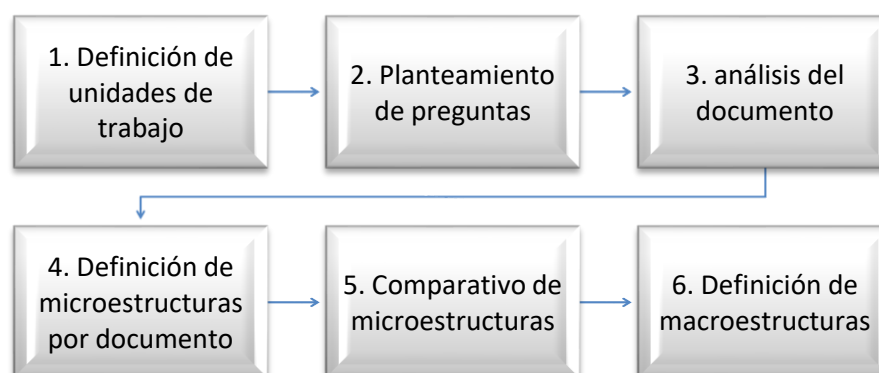 1. Definición de
unidades de
trabajo
2. Planteamiento
de preguntas
3. análisis del
documento
4. Definición de
microestructuras
por documento
5. Comparativo de
microestructuras
6. Definición de
macroestructuras